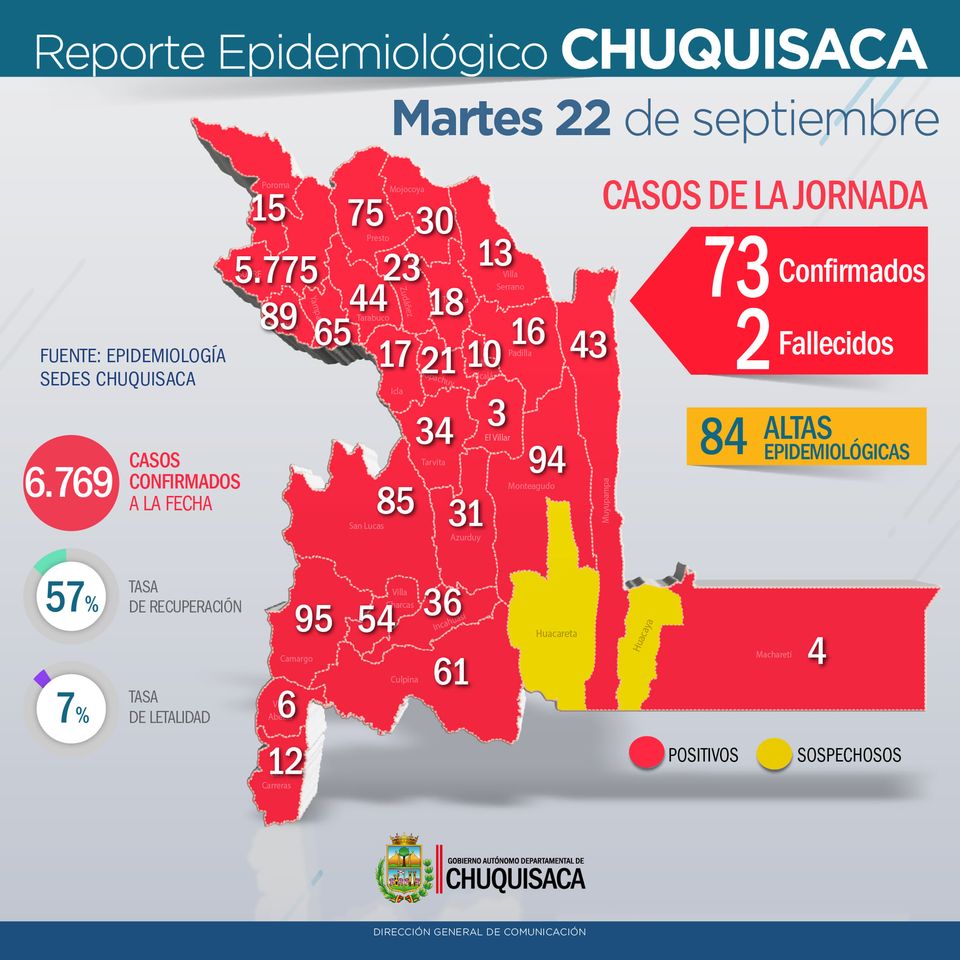 Reporte Epidemiológico CHUQUISACA
Martes 22 de septiembre
CASOS DE LA JORNADA
73 Confirmados
2 Fallecidos
84 ALTAS
EPIDEMIOLÓGICAS
FUENTE: EPIDEMIOLOGÍA
SEDES CHUQUISACA
6.769
CASOS
CONFIRMADOS
A LA FECHA
57%
TASA
DE RECUPERACIÓN
7%
TASA
DE LETALIDAD
Poroma
15
Mojocoya
75
30
Presto
5.775
23
13
Villa
Serrano
44
Zudáñez
18
Tarabuco
89
65
16
Padilla
43
17
21
10
Icla
34
3
El Villar
Tarvita
94
Monteagudo
85
San Lucas
31
Azurduy
Muyupampa
95
Villa
54
36
Incahuasi
Huacareta
Huacaya
Camargo
Culpina
61
Machareti
4
6
12
Carreras
POSITIVOS
SOSPECHOSOS
GOBIERNO AUTÓNOMO DEPARTAMENTAL DE
CHUQUISACA
DIRECCIÓN GENERAL DE COMUNICACIÓN